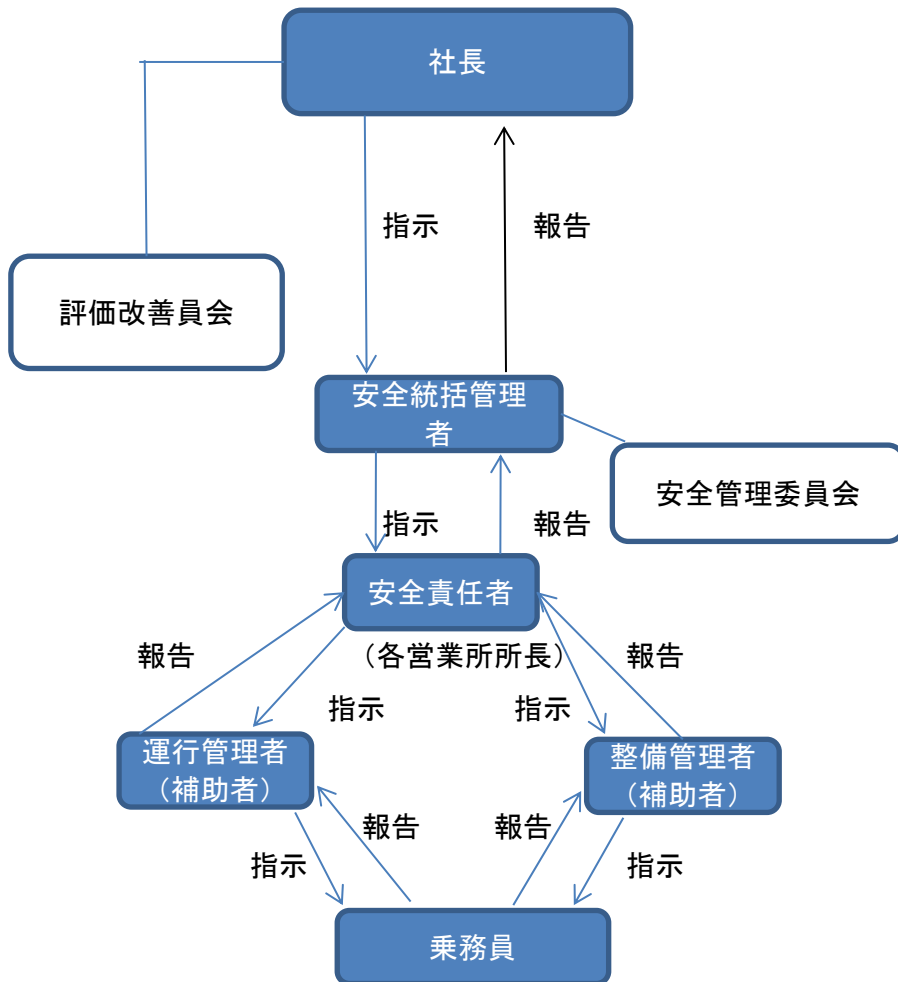 社長
指示
報告
評価改善員会
安全統括管理
者
安全管理委員会
指示
報告
安全責任者
（各営業所所長）
報告
報告
指示
指示
運行管理者
（補助者）
整備管理者
（補助者）
報告
報告
指示
指示
乗務員